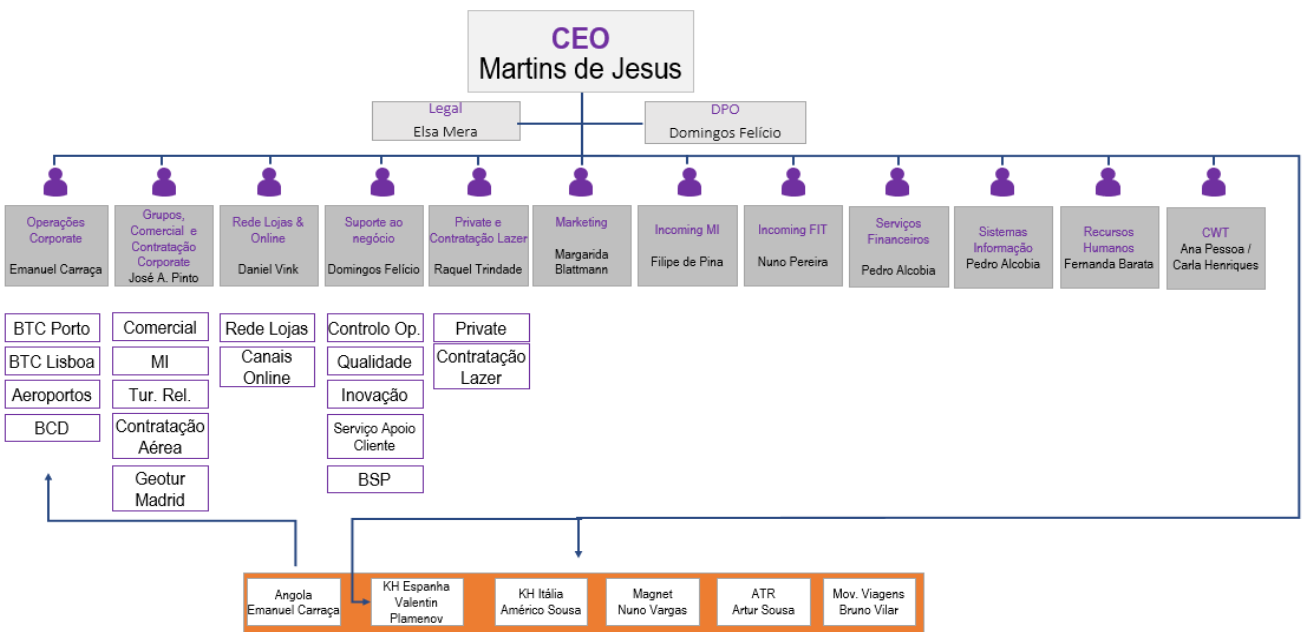 CEO
Martins de Jesus
Legal
Elsa Mera
DPO
Domingos Felício
Operações
Corporate
Emanuel Carraça
Grupos,
Comercial e
Contratação
Corporate
José A. Pinto
Rede Lojas &
Online
Daniel Vink
Suporte ao
negócio
Domingos Felício
Private e
Contratação Lazer
Raquel Trindade
Marketing
Margarida
Blattmann
Incoming MI
Filipe de Pina
Incoming FIT
Nuno Pereira
Serviços
Financeiros
Pedro Alcobia
Sistemas
Informação
Pedro Alcobia
Recursos
Humanos
Fernanda Barata
CWT
Ana Pessoa /
Carla Henriques
BTC Porto
BTC Lisboa
Aeroportos
BCD
Comercial
MI
Tur. Rel.
Contratação
Aérea
Geotur
Madrid
Rede Lojas
Canais
Online
Controlo Op.
Qualidade
Inovação
Serviço Apoio
Cliente
BSP
Private
Contratação
Lazer
Angola
Emanuel Carraça
KH Espanha
Valentin
Plamenov
KH Itália
Américo Sousa
Magnet
Nuno Vargas
ATR
Artur Sousa
Mov. Viagens
Bruno Vilar